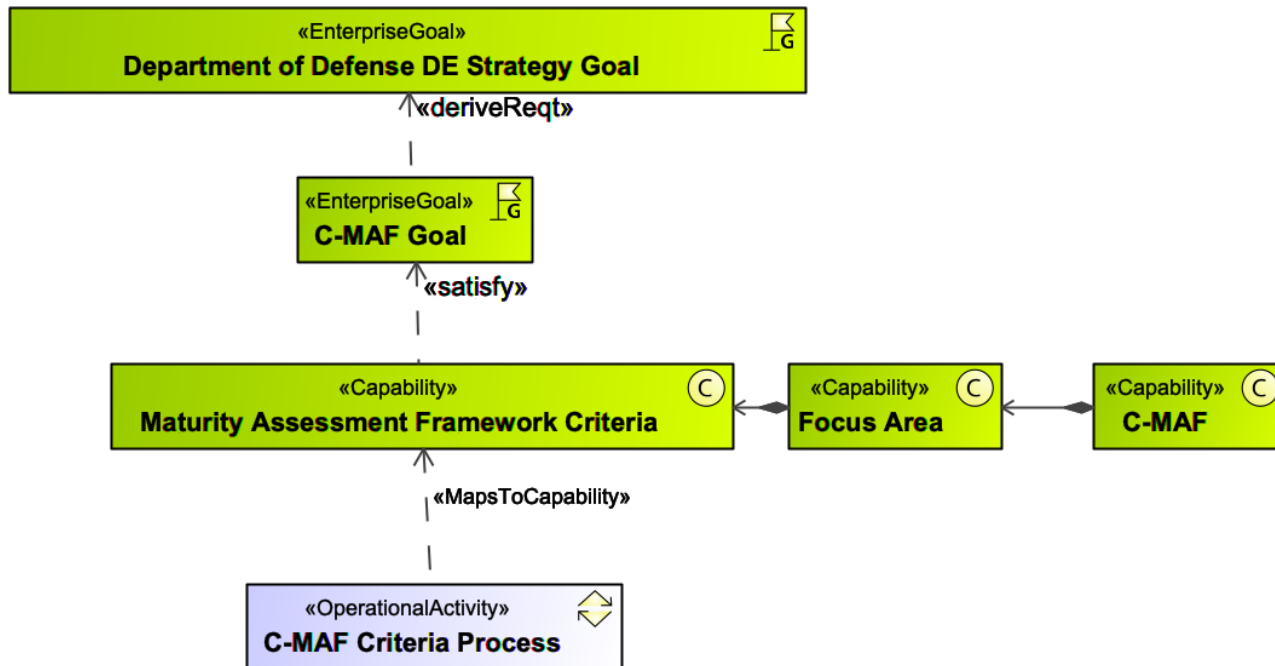 «EnterpriseGoal»
G
Department of Defense DE Strategy Goal
«deriveReqt»
«EnterpriseGoal»
G
C-MAF Goal
«satisfy»
«Capability»
C
Maturity Assessment Framework Criteria
«Capability»
C
Focus Area
«Capability»
C
C-MAF
«MapsToCapability»
«OperationalActivity»
C-MAF Criteria Process